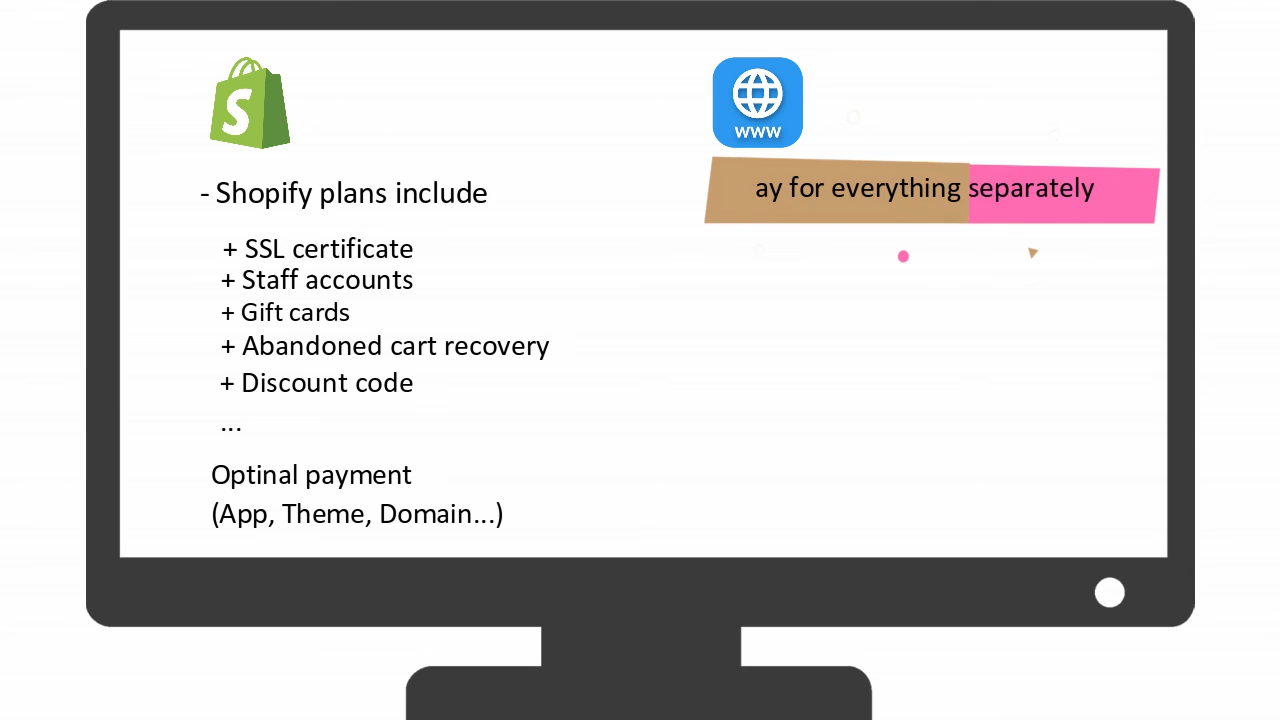 S
- Shopify plans include
+ SSL certificate
+ Staff accounts
+ Gift cards
+ Abandoned cart recovery
+ Discount code
...
Optinal payment
(App, Theme, Domain...)
www
ay for everything separately